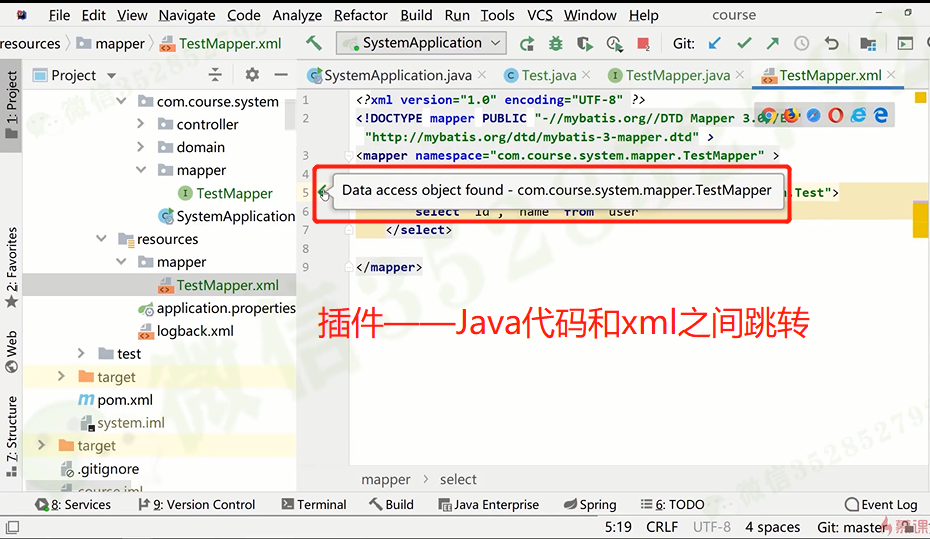 File Edit View Navigate Code Analyze Refactor Build Run Tools VCS Window Help course
resources mapper TestMapper.xml SystemApplication Git:
Project
SystemApplication.java Test.java TestMapper.java TestMapper.xml
1: Project
2: Favorites
Web
7: Structure
com.course.system
controller
domain
mapper
TestMapper
SystemApplication
resources
mapper
TestMapper.xml
application.properties
logback.xml
test
target
pom.xml
system.iml
target
.gitignore
course.iml
1 <?xml version="1.0" encoding="UTF-8" ?>
2 <!DOCTYPE mapper PUBLIC "-//mybatis.org//DTD Mapper 3.0//E
"http://mybatis.org/dtd/mybatis-3-mapper.dtd" >
3 <mapper namespace="com.course.system.mapper.TestMapper" >
4
5 .Test">
Data access object found - com.course.system.mapper.TestMapper
6 select `id`, `name` from `user`
7 </select>
8
9 </mapper>
插件——Java代码和xml之间跳转
mapper select
8: Services 9: Version Control Terminal Build Java Enterprise Spring 6: TODO Event Log
5:19 CRLF UTF-8 4 spaces Git: master